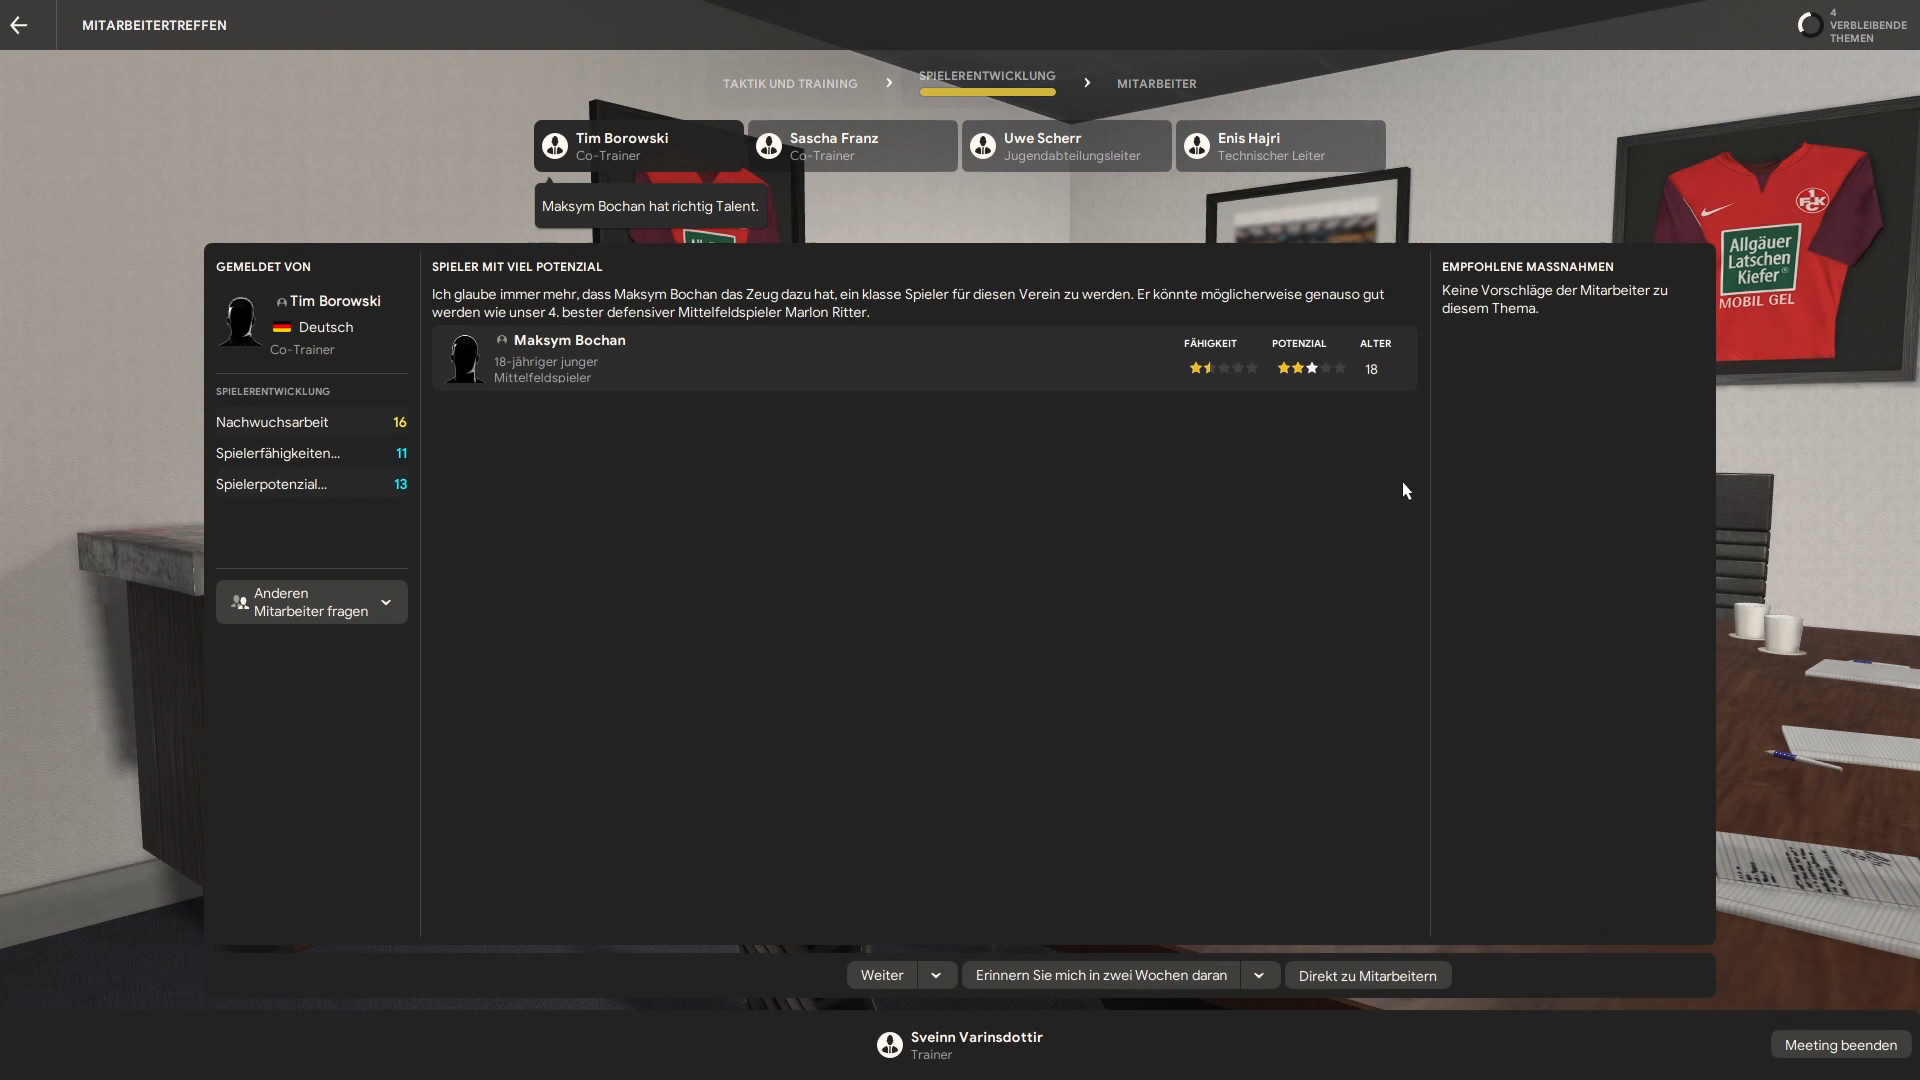 MITARBEITERTREFFEN
4
VERBLEIBENDE
THEMEN
TAKTIK UND TRAINING
SPIELERENTWICKLUNG
MITARBEITER
Tim Borowski
Co-Trainer
Sascha Franz
Co-Trainer
Uwe Scherr
Jugendabteilungsleiter
Enis Hajri
Technischer Leiter
Maksym Bochan hat richtig Talent.
GEMELDET VON
Tim Borowski
Deutsch
Co-Trainer
SPIELERENTWICKLUNG
Nachwuchsarbeit 16
Spielerfähigkeiten... 11
Spielerpotenzial... 13
Anderen
Mitarbeiter fragen
SPIELER MIT VIEL POTENZIAL
Ich glaube immer mehr, dass Maksym Bochan das Zeug dazu hat, ein klasse Spieler für diesen Verein zu werden. Er könnte möglicherweise genauso gut
werden wie unser 4. bester defensiver Mittelfeldspieler Marlon Ritter.
Maksym Bochan
18-jähriger junger
Mittelfeldspieler
FÄHIGKEIT POTENZIAL ALTER
18
EMPFOHLENE MASSNAHMEN
Keine Vorschläge der Mitarbeiter zu
diesem Thema.
FCK
Allgäuer
Latschen
Kiefer®
MOBIL GEL
Weiter
Erinnern Sie mich in zwei Wochen daran
Direkt zu Mitarbeitern
Sveinn Varinsdottir
Trainer
Meeting beenden